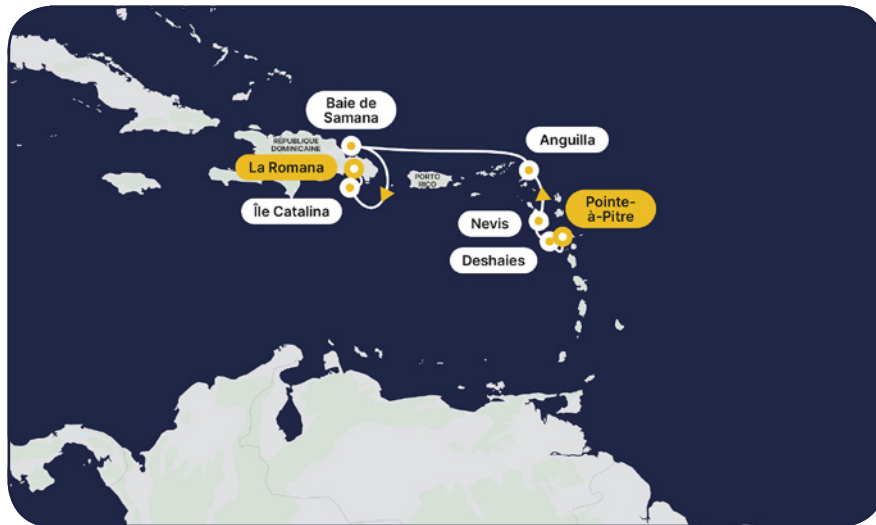 Baie de
Samana
RÉPUBLIQUE
DOMINICAINE
La Romana
Île Catalina
PORTO
RICO
Anguilla
Pointe-
à-Pitre
Nevis
Deshaies